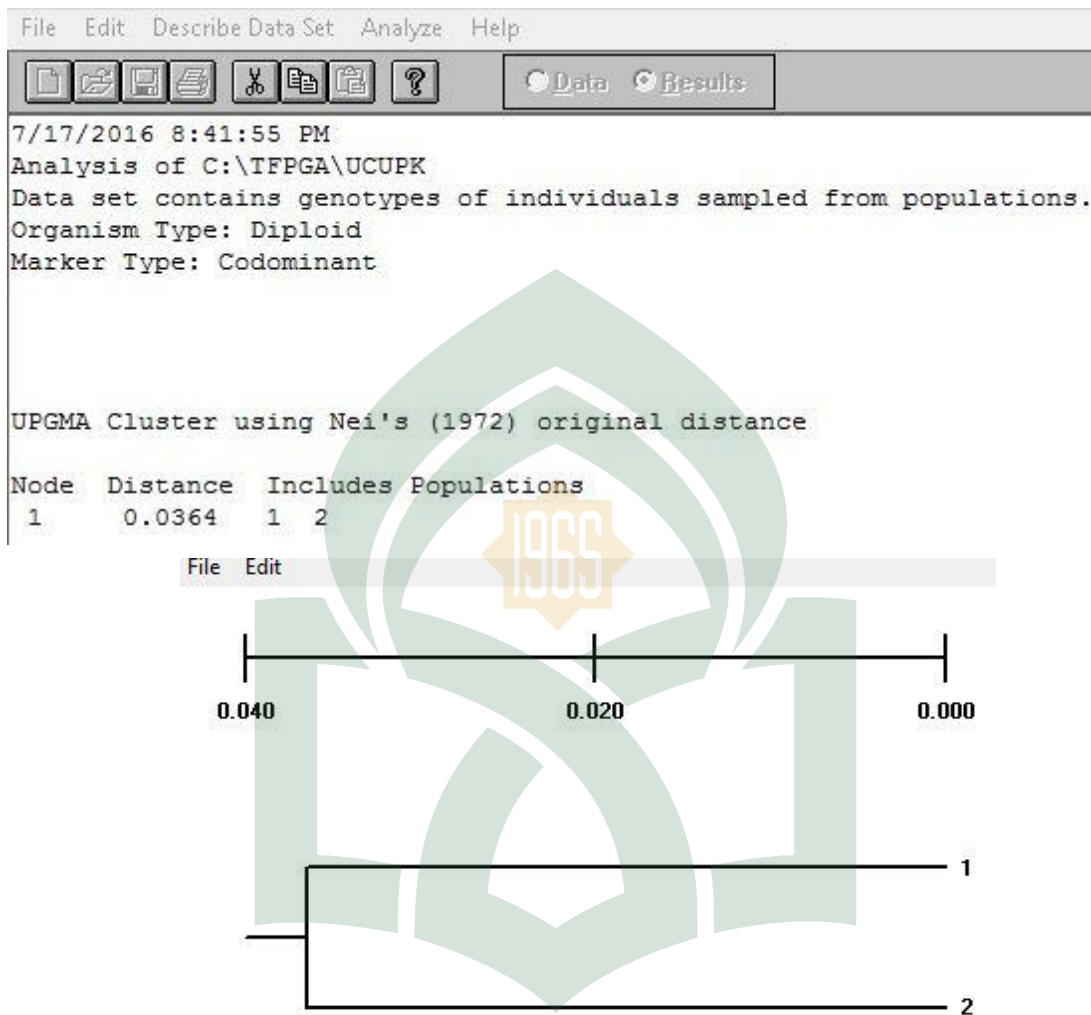 File Edit Describe Data Set Analyze Help
Data Results
7/17/2016 8:41:55 PM
Analysis of C:\TFPGA\UCUPK
Data set contains genotypes of individuals sampled from populations.
Organism Type: Diploid
Marker Type: Codominant
UPGMA Cluster using Nei's (1972) original distance
Node Distance Includes Populations
1 0.0364 1 2
1965
File Edit
0.040 0.020 0.000
1
2